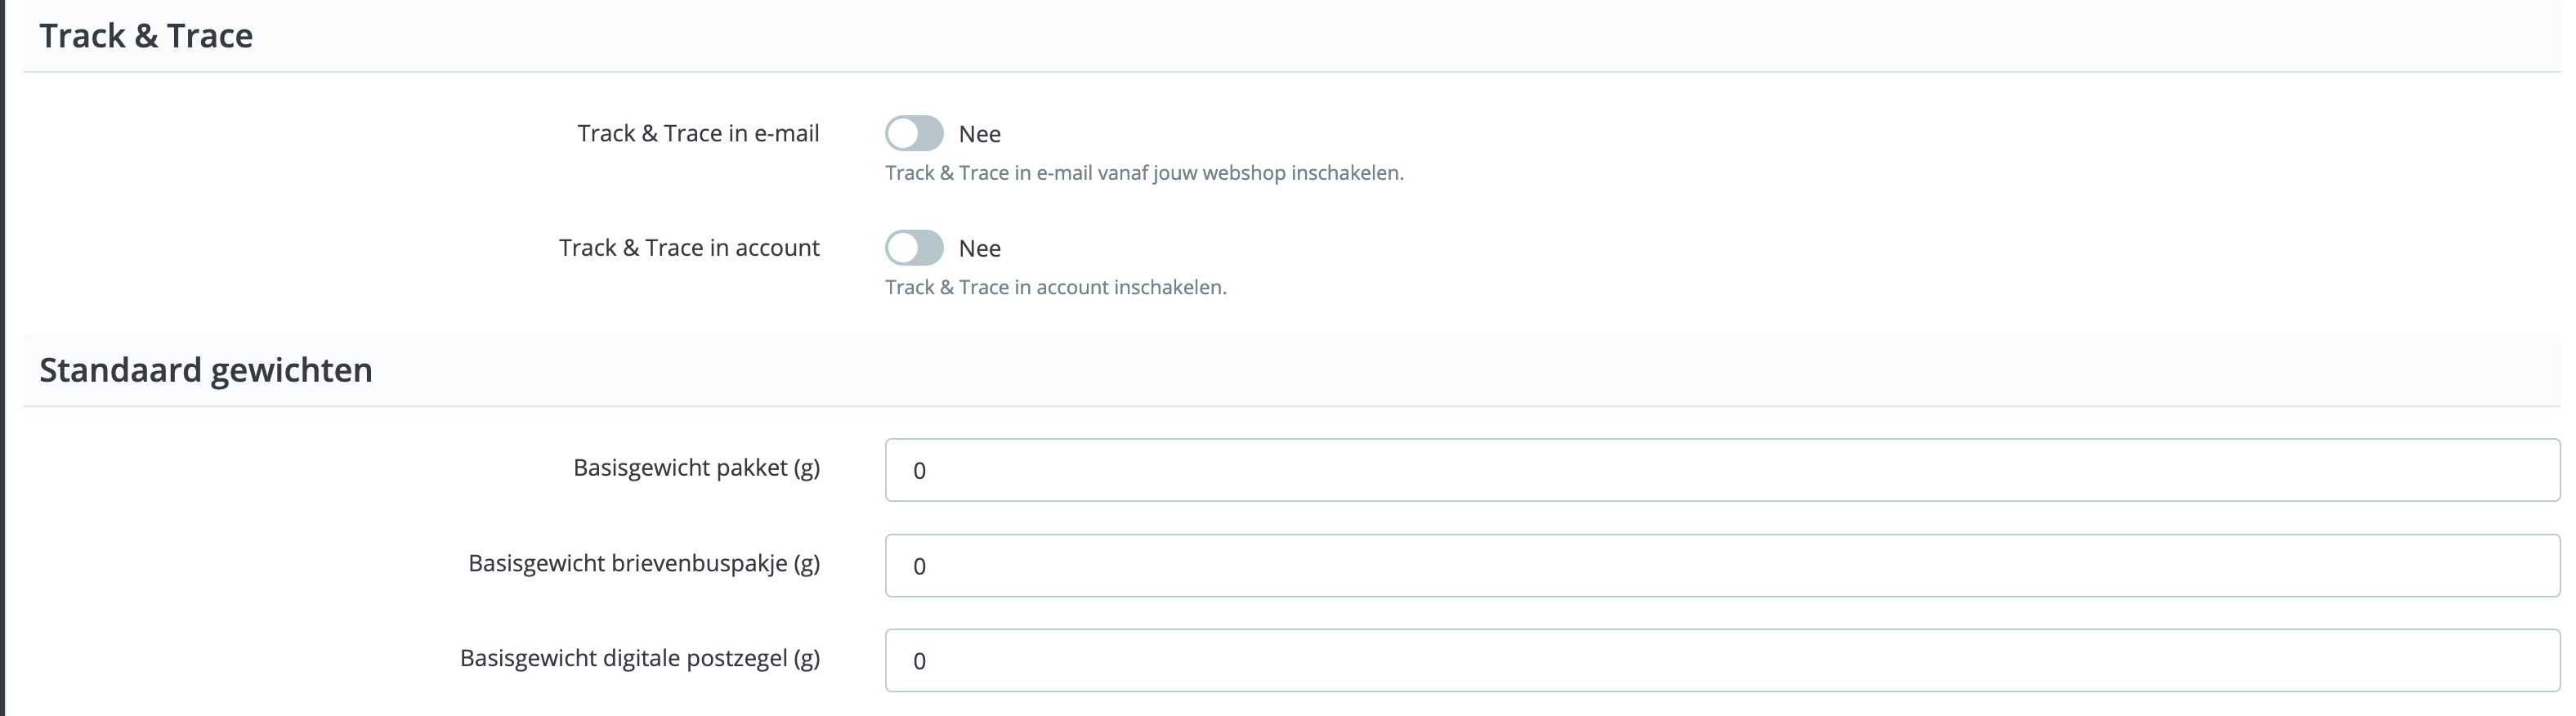 Track & Trace
Track & Trace in e-mail
Nee
Track & Trace in e-mail vanaf jouw webshop inschakelen.
Track & Trace in account
Nee
Track & Trace in account inschakelen.
Standaard gewichten
Basisgewicht pakket (g)
0
Basisgewicht brievenbuspakje (g)
0
Basisgewicht digitale postzegel (g)
0